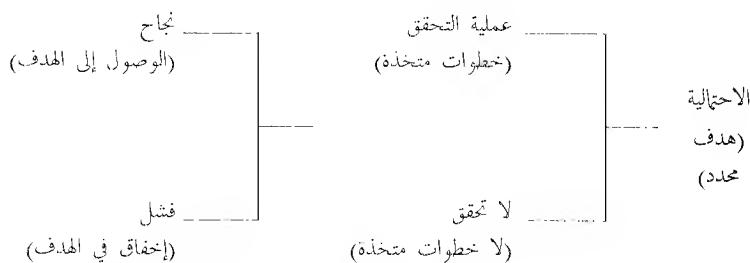 الاحتمالية
(هدف
محدد)
عملية التحقق
(خطوات متخذة)
لا تحقق
(لا خطوات متخذة)
نجاح
(الوصول إلى الهدف)
فشل
(إخفاق في الهدف)